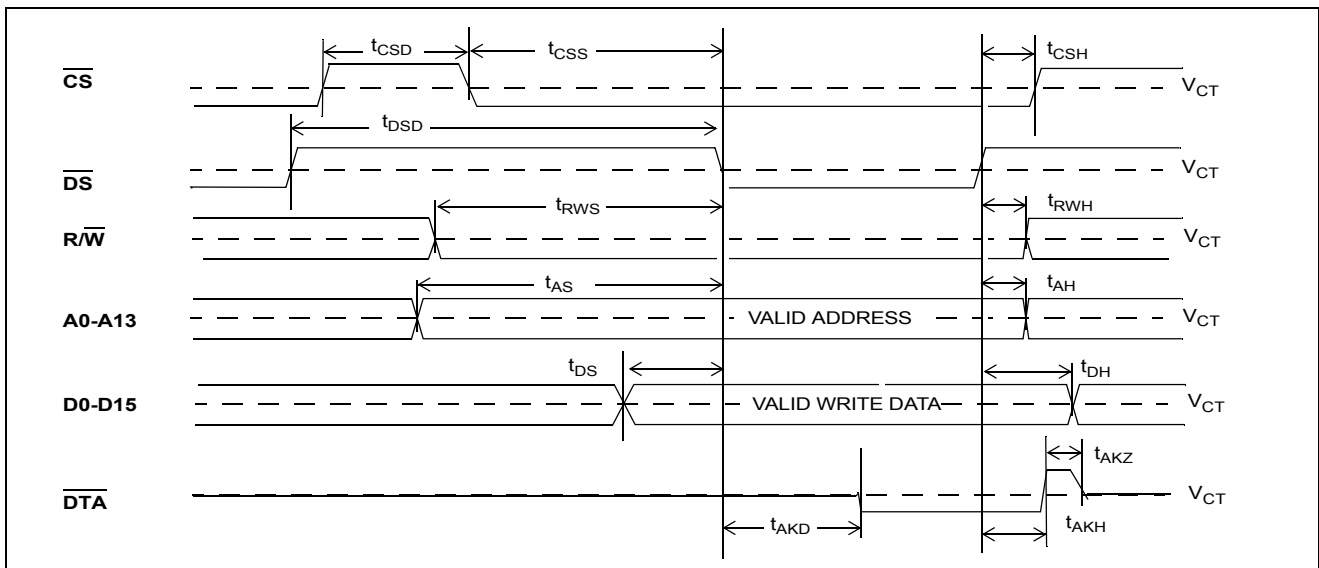 tCSD
tCSS
tCSH
CS
VCT
tDSD
DS
VCT
tRWS
tRWH
R/W
VCT
tAS
tAH
A0-A13
VALID ADDRESS
VCT
tDS
tDH
D0-D15
VALID WRITE DATA
VCT
tAKZ
DTA
VCT
tAKD
tAKH